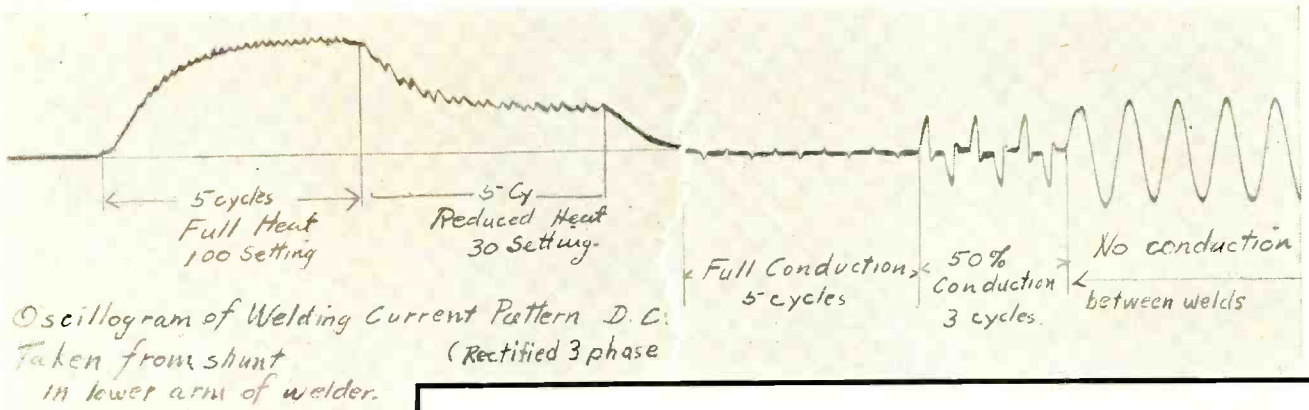 5 cycles
Full Heat
100 Setting
5 Cy
Reduced Heat
30 Setting.
Full Conduction
5 cycles
50%
Conduction
3 cycles.
No conduction
between welds
Oscillogram of Welding Current Pattern D.C.
Taken from shunt
in lower arm of welder.
(Rectified 3 phase